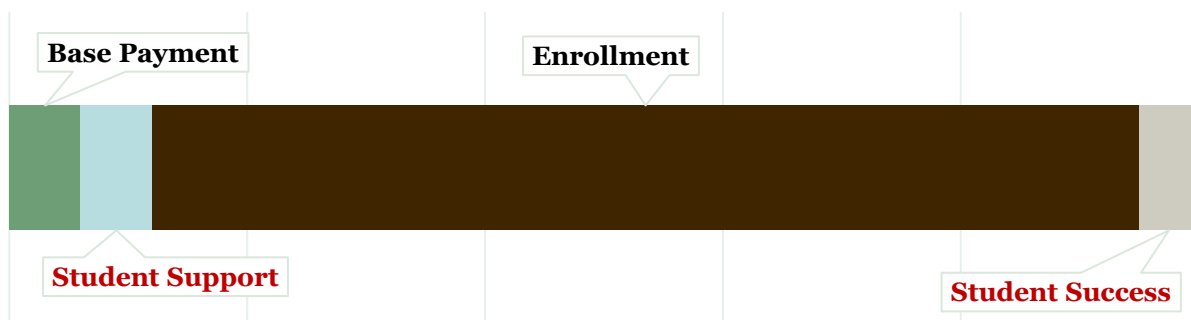 Base Payment
Enrollment
Student Support
Student Success